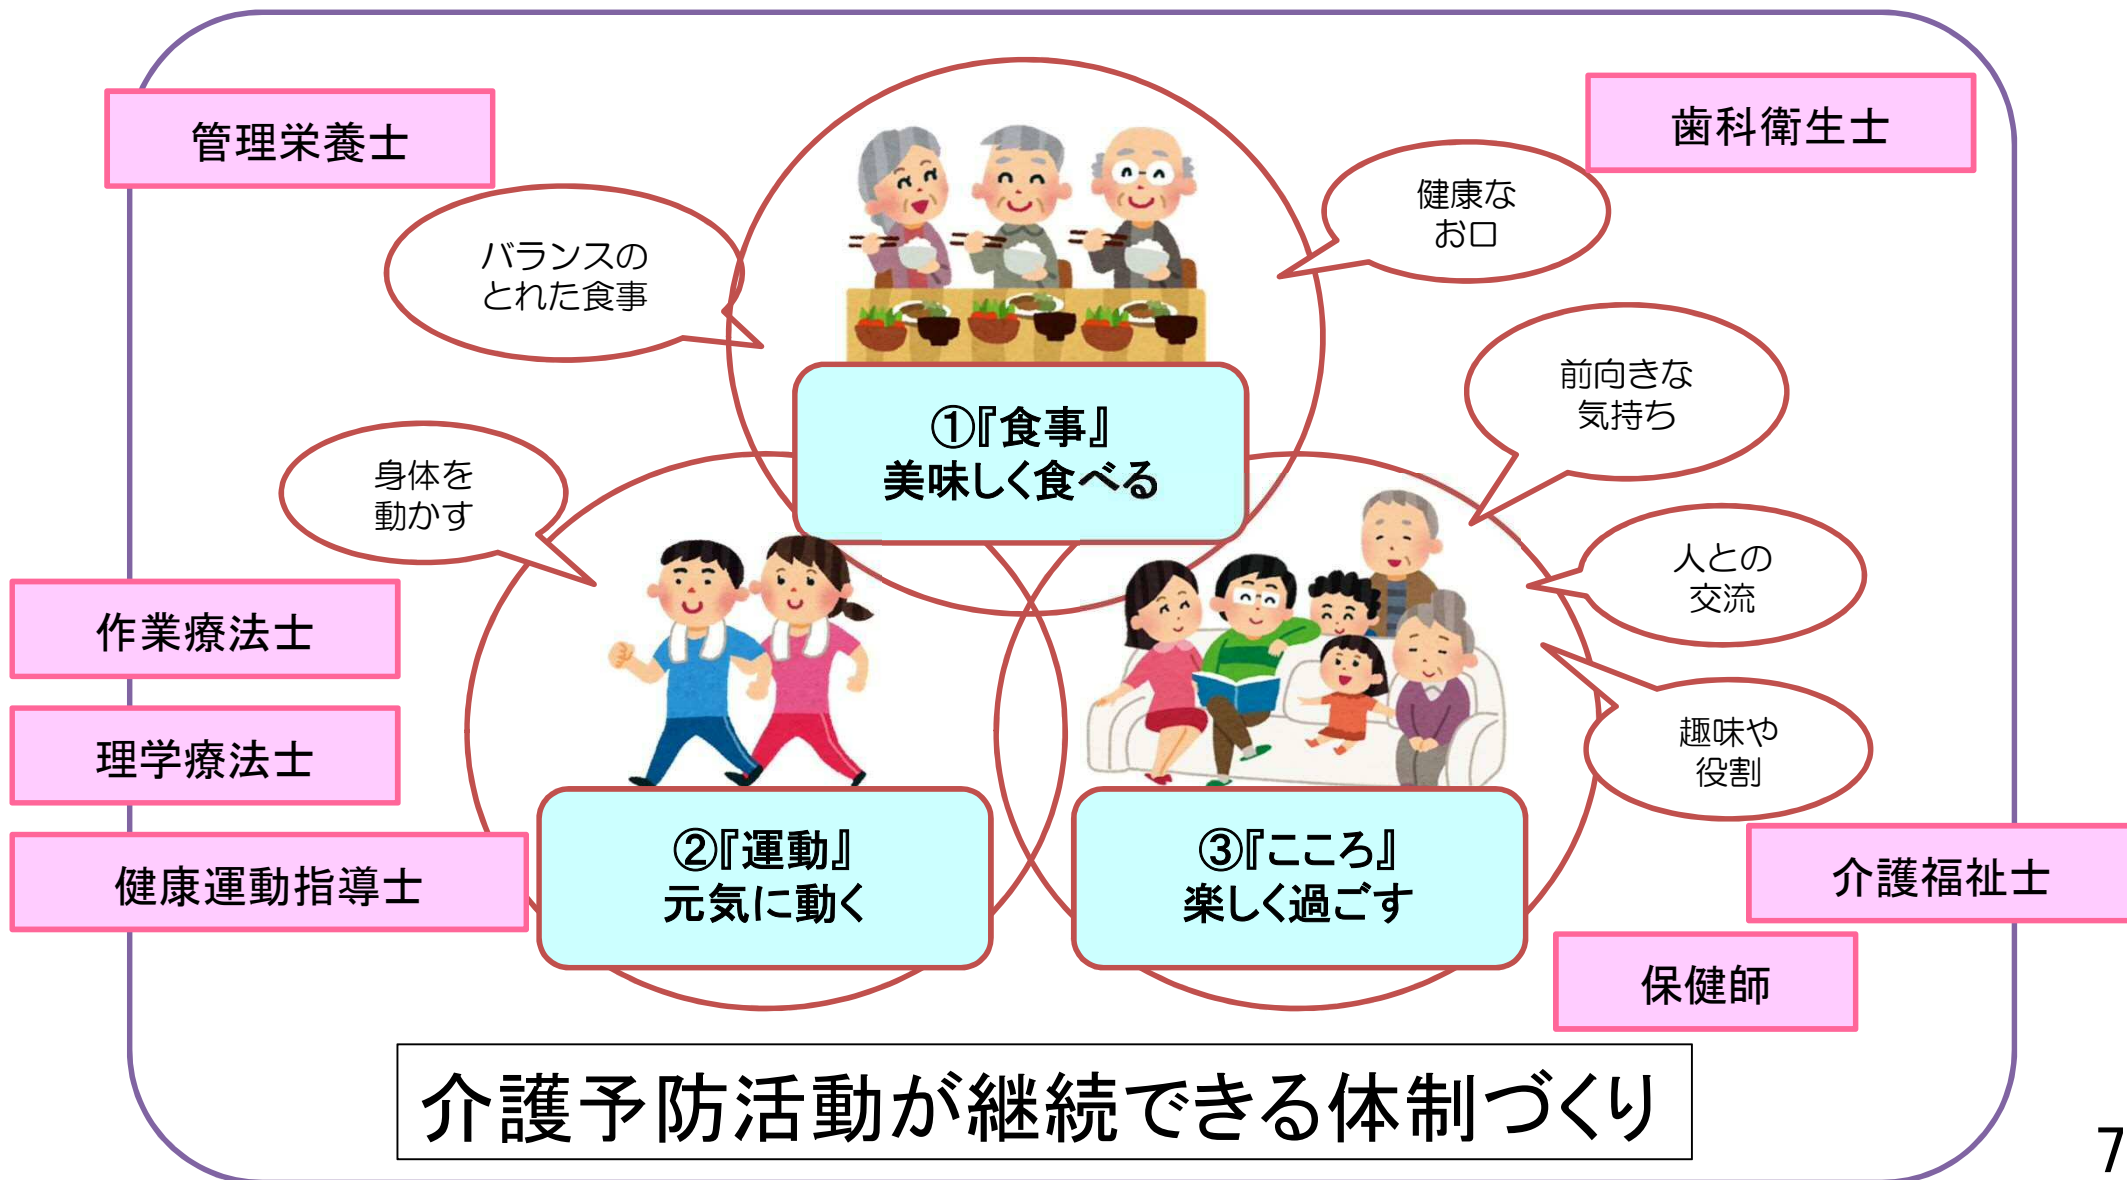 管理栄養士
歯科衛生士
バランスの
とれた食事
健康な
お口
①『食事』
美味しく食べる
前向きな
気持ち
身体を
動かす
人との
交流
趣味や
役割
作業療法士
理学療法士
健康運動指導士
②『運動』
元気に動く
③『こころ』
楽しく過ごす
介護福祉士
保健師
介護予防活動が継続できる体制づくり
7